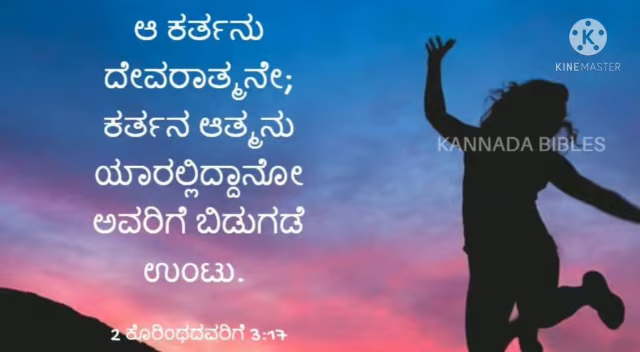 ಆ ಕರ್ತನು
ದೇವರಾತ್ಮನೇ;
ಕರ್ತನ ಆತ್ಮನು
ಯಾರಲ್ಲಿದ್ದಾನೋ
ಅವರಿಗೆ ಬಿಡುಗಡೆ
ಉಂಟು.
2 ಕೊರಿಂಥದವರಿಗೆ 3:17
K
KINEMASTER
KANNADA BIBLES